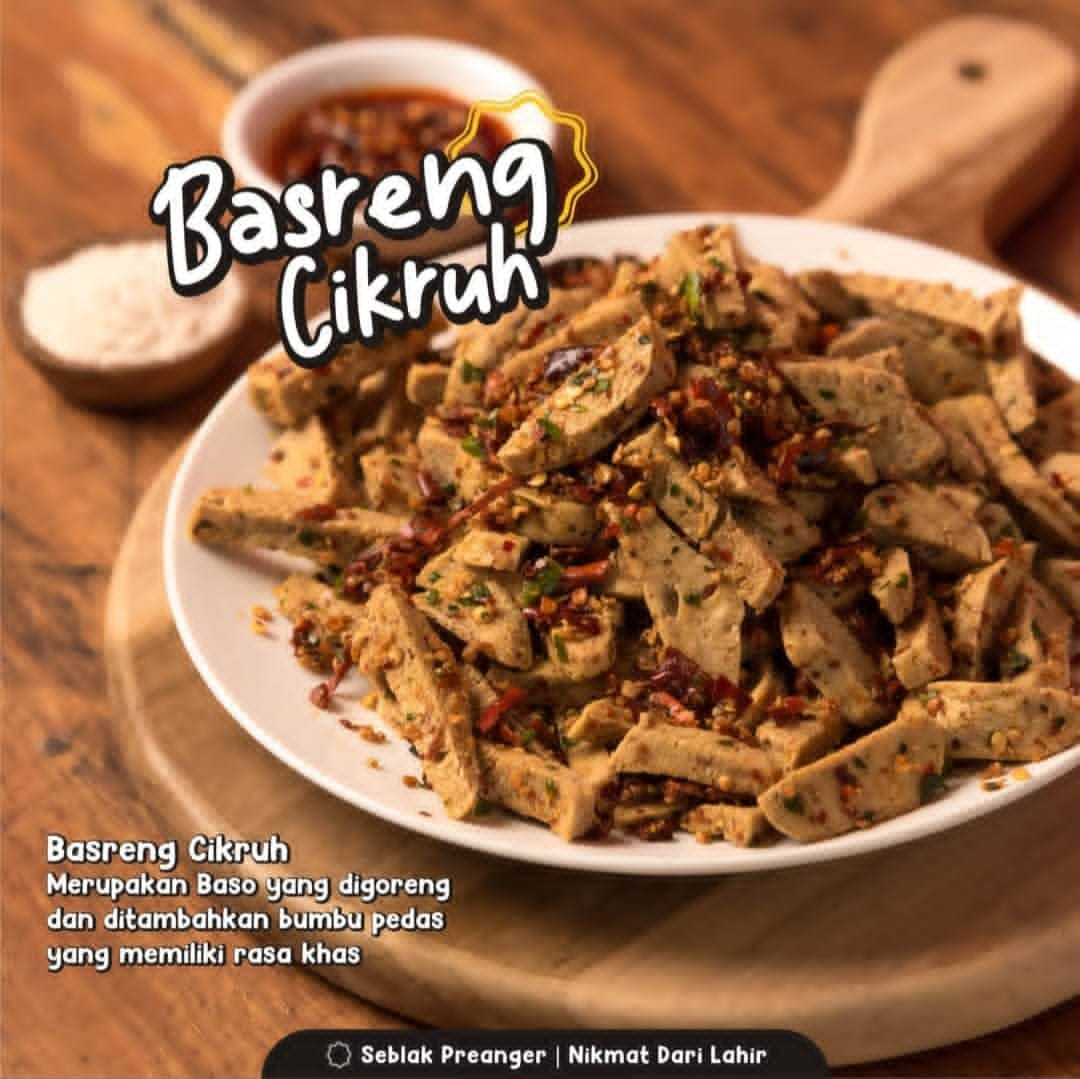 Basreng
Cikruh
Basreng Cikruh
Merupakan Baso yang digoreng
dan ditambahkan bumbu pedas
yang memiliki rasa khas
Seblak Preanger | Nikmat Dari Lahir